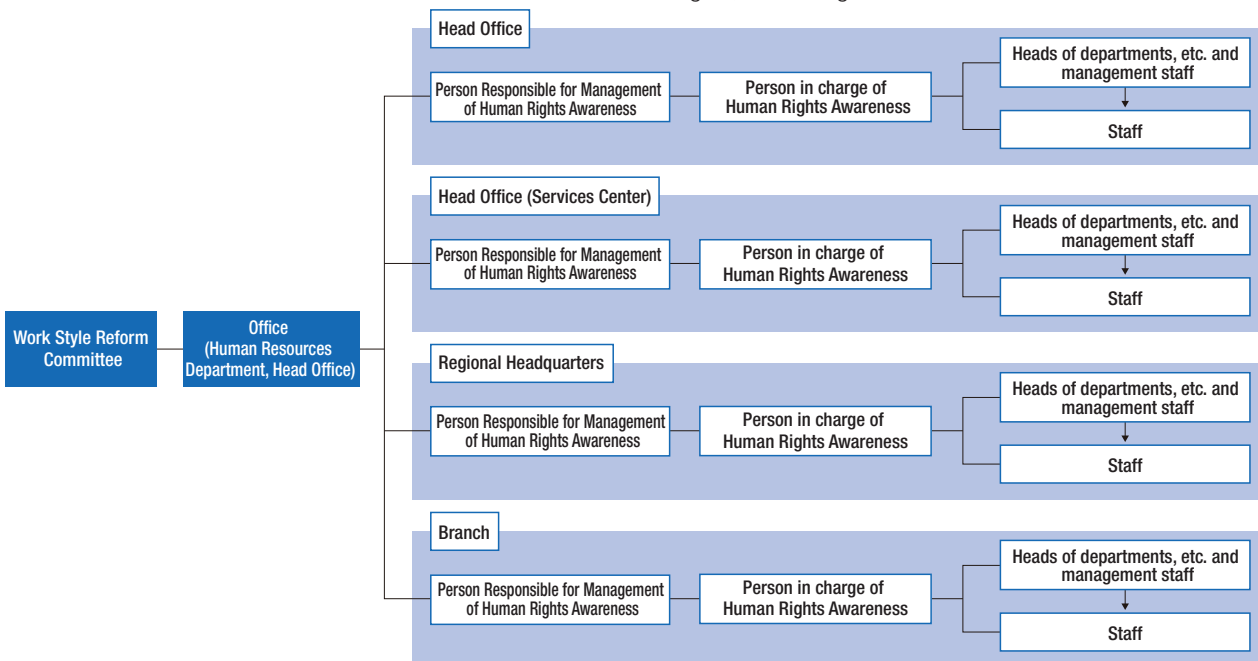 Head Office
Person Responsible for Management
of Human Rights Awareness
Person in charge of
Human Rights Awareness
Heads of departments, etc. and
management staff
Staff
Head Office (Services Center)
Person Responsible for Management
of Human Rights Awareness
Person in charge of
Human Rights Awareness
Heads of departments, etc. and
management staff
Staff
Work Style Reform
Committee
Office
(Human Resources
Department, Head Office)
Regional Headquarters
Person Responsible for Management
of Human Rights Awareness
Person in charge of
Human Rights Awareness
Heads of departments, etc. and
management staff
Staff
Branch
Person Responsible for Management
of Human Rights Awareness
Person in charge of
Human Rights Awareness
Heads of departments, etc. and
management staff
Staff